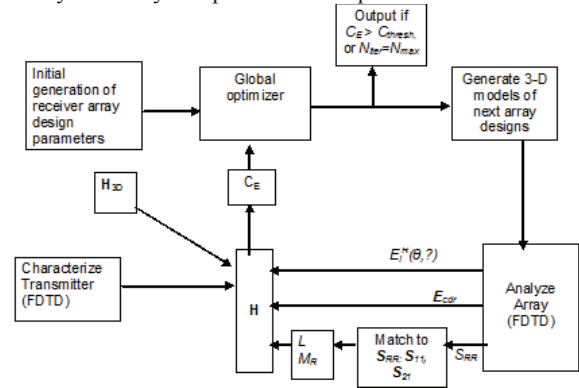 Output if
C_E > C_thresh,
or N_iter=N_max
Initial
generation of
receiver array
design
parameters
Global
optimizer
Generate 3-D
models of
next array
designs
C_E
H_3D
Characterize
Transmitter
(FDTD)
H
E_i^rx(θ,?)
E_cdr
L
M_R
Match to
S_RR: S_11,
S_21
S_RR
Analyze
Array
(FDTD)